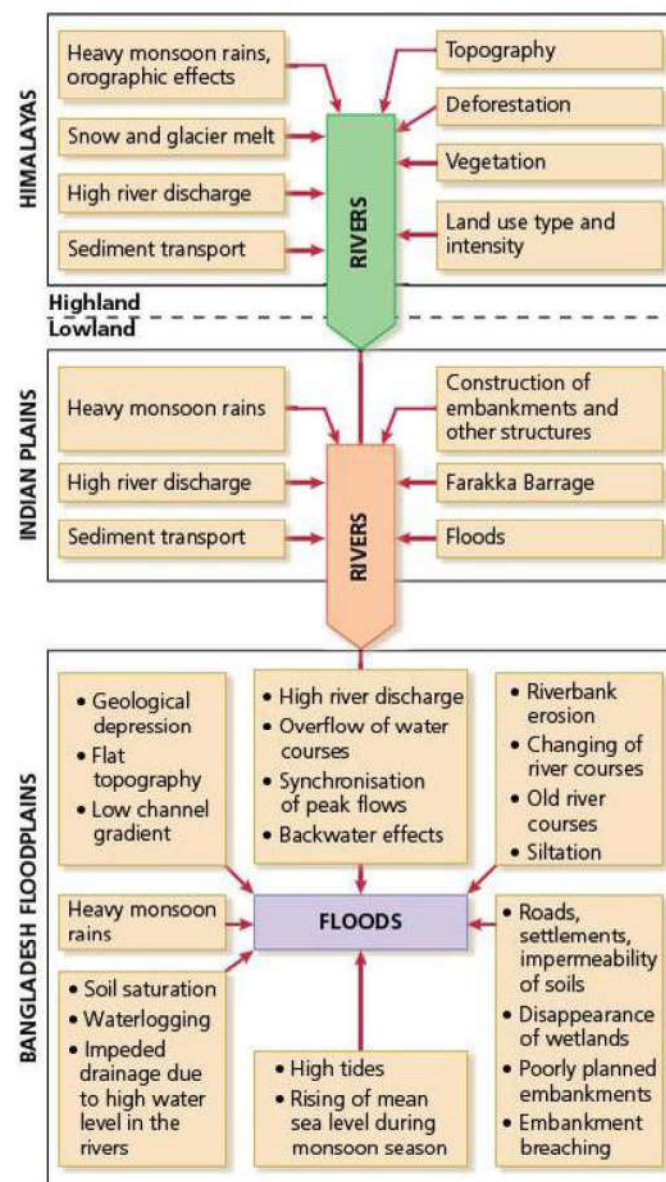 HIMALAYAS
Heavy monsoon rains,
orographic effects
Snow and glacier melt
High river discharge
Sediment transport
RIVERS
Topography
Deforestation
Vegetation
Land use type and
intensity
Highland
Lowland
INDIAN PLAINS
Heavy monsoon rains
High river discharge
Sediment transport
RIVERS
Construction of
embankments and
other structures
Farakka Barrage
Floods
BANGLADESH FLOODPLAINS
• Geological
depression
• Flat
topography
• Low channel
gradient
• High river discharge
• Overflow of water
courses
• Synchronisation
of peak flows
• Backwater effects
• Riverbank
erosion
• Changing of
river courses
• Old river
courses
• Siltation
Heavy monsoon
rains
FLOODS
• Soil saturation
• Waterlogging
• Impeded
drainage due
to high water
level in the
rivers
• High tides
• Rising of mean
sea level during
monsoon season
• Roads,
settlements,
impermeability
of soils
• Disappearance
of wetlands
• Poorly planned
embankments
• Embankment
breaching